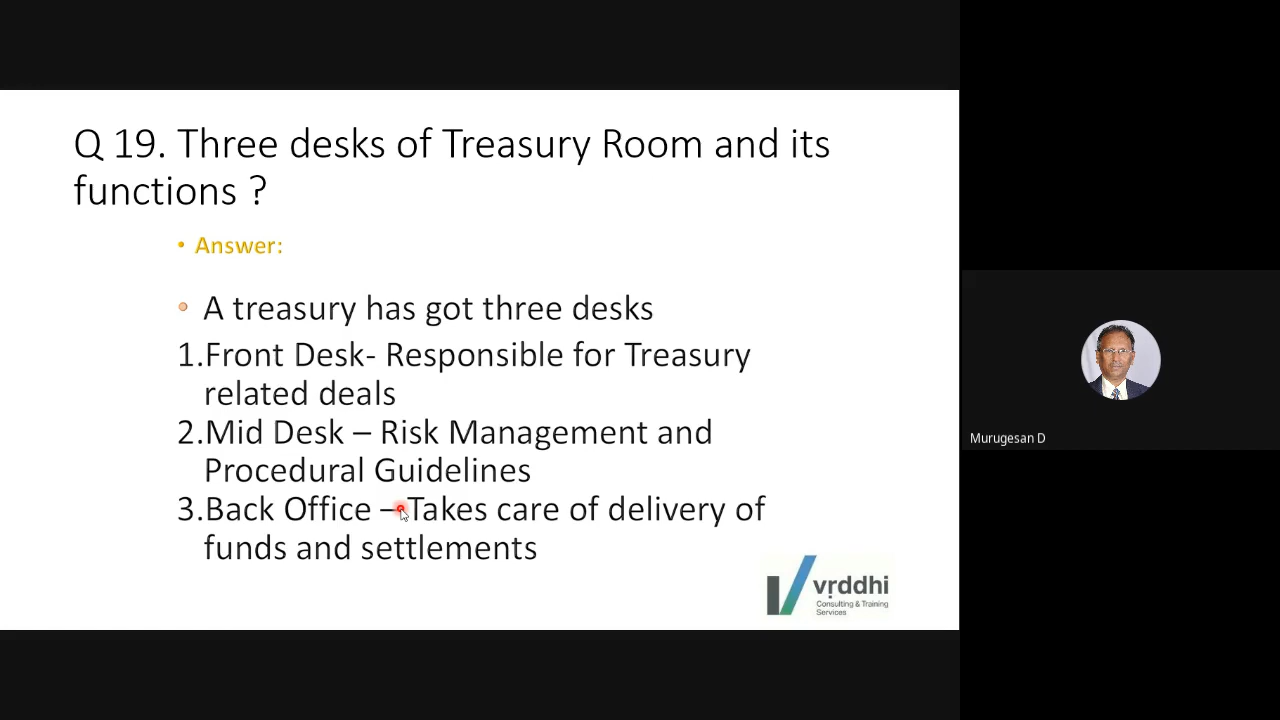 Q 19. Three desks of Treasury Room and its
functions ?
• Answer:
• A treasury has got three desks
1.Front Desk- Responsible for Treasury
related deals
2.Mid Desk – Risk Management and
Procedural Guidelines
3.Back Office – Takes care of delivery of
funds and settlements
vṛddhi
Consulting & Training
Services
Murugesan D